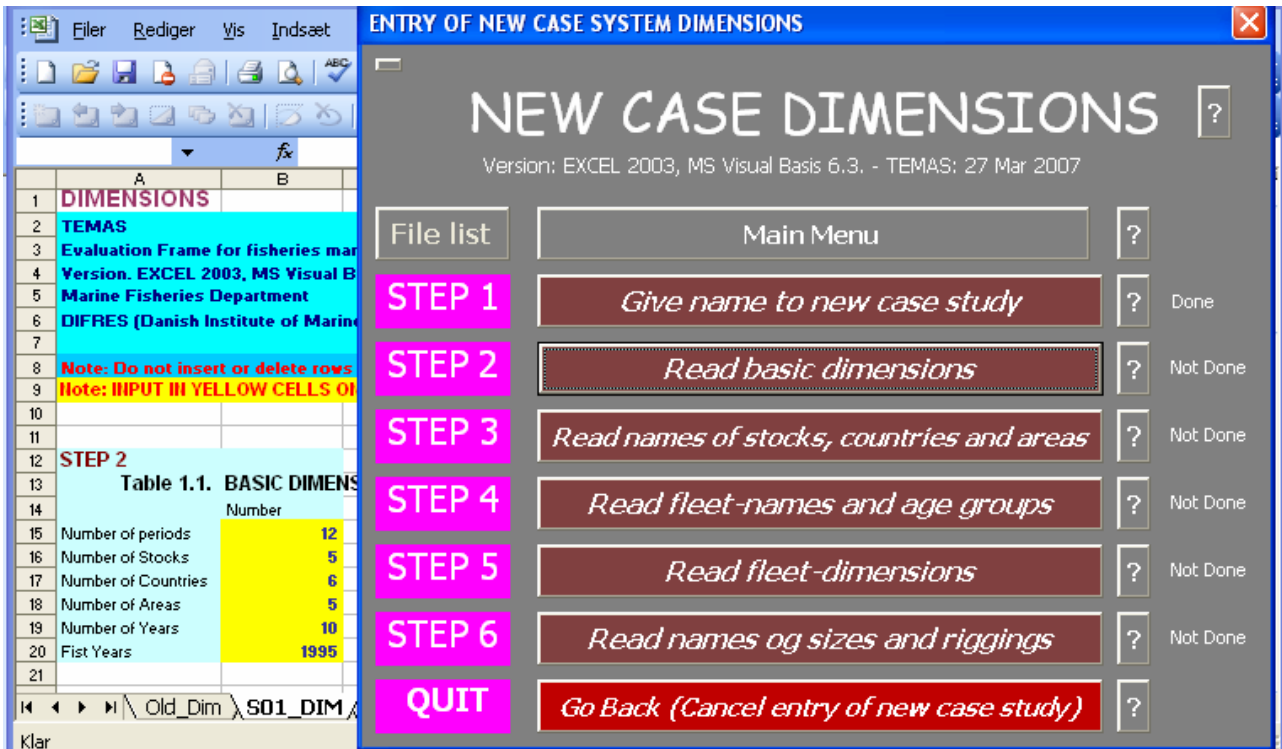 Filer Rediger Vis Indsæt
ABC
fx
A B
1 DIMENSIONS
2 TEMAS
3 Evaluation Frame for fisheries mar
4 Version. EXCEL 2003, MS Visual B
5 Marine Fisheries Department
6 DIFRES (Danish Institute of Marine
7
8 Note: Do not insert or delete rows
9 Note: INPUT IN YELLOW CELLS ON
10
11
12 STEP 2
13 Table 1.1. BASIC DIMENS
14 Number
15 Number of periods 12
16 Number of Stocks 5
17 Number of Countries 6
18 Number of Areas 5
19 Number of Years 10
20 Fist Years 1995
21
Old_Dim S01_DIM
Klar
ENTRY OF NEW CASE SYSTEM DIMENSIONS
NEW CASE DIMENSIONS ?
Version: EXCEL 2003, MS Visual Basis 6.3. - TEMAS: 27 Mar 2007
File list Main Menu ?
STEP 1 Give name to new case study ? Done
STEP 2 Read basic dimensions ? Not Done
STEP 3 Read names of stocks, countries and areas ? Not Done
STEP 4 Read fleet-names and age groups ? Not Done
STEP 5 Read fleet-dimensions ? Not Done
STEP 6 Read names og sizes and riggings ? Not Done
QUIT Go Back (Cancel entry of new case study) ?